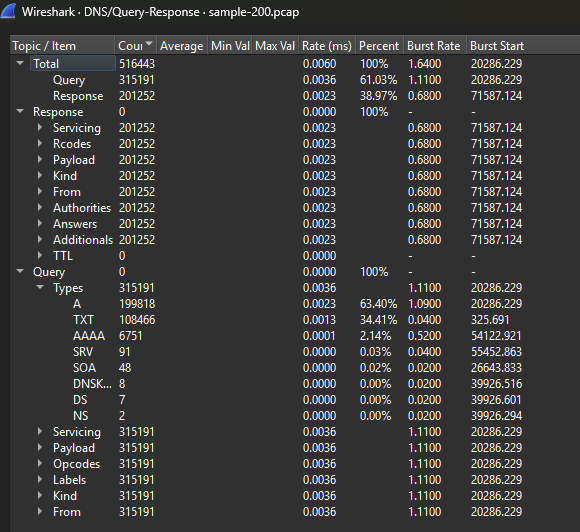 Wireshark · DNS/Query-Response · sample-200.pcap
Topic / Item Cour Average Min Val Max Val Rate (ms) Percent Burst Rate Burst Start
Total 516443 0.0060 100% 1.6400 20286.229
Query 315191 0.0036 61.03% 1.1100 20286.229
Response 201252 0.0023 38.97% 0.6800 71587.124
Response 0 0.0000 100% - -
Servicing 201252 0.0023 0.6800 71587.124
Rcodes 201252 0.0023 0.6800 71587.124
Payload 201252 0.0023 0.6800 71587.124
Kind 201252 0.0023 0.6800 71587.124
From 201252 0.0023 0.6800 71587.124
Authorities 201252 0.0023 0.6800 71587.124
Answers 201252 0.0023 0.6800 71587.124
Additionals 201252 0.0023 0.6800 71587.124
TTL 0 0.0000 - -
Query 0 0.0000 100% - -
Types 315191 0.0036 1.1100 20286.229
A 199818 0.0023 63.40% 1.0900 20286.229
TXT 108466 0.0013 34.41% 0.0400 325.691
AAAA 6751 0.0001 2.14% 0.5200 54122.921
SRV 91 0.0000 0.03% 0.0400 55452.863
SOA 48 0.0000 0.02% 0.0200 26643.833
DNSK... 8 0.0000 0.00% 0.0200 39926.516
DS 7 0.0000 0.00% 0.0200 39926.601
NS 2 0.0000 0.00% 0.0200 39926.294
Servicing 315191 0.0036 1.1100 20286.229
Payload 315191 0.0036 1.1100 20286.229
Opcodes 315191 0.0036 1.1100 20286.229
Labels 315191 0.0036 1.1100 20286.229
Kind 315191 0.0036 1.1100 20286.229
From 315191 0.0036 1.1100 20286.229